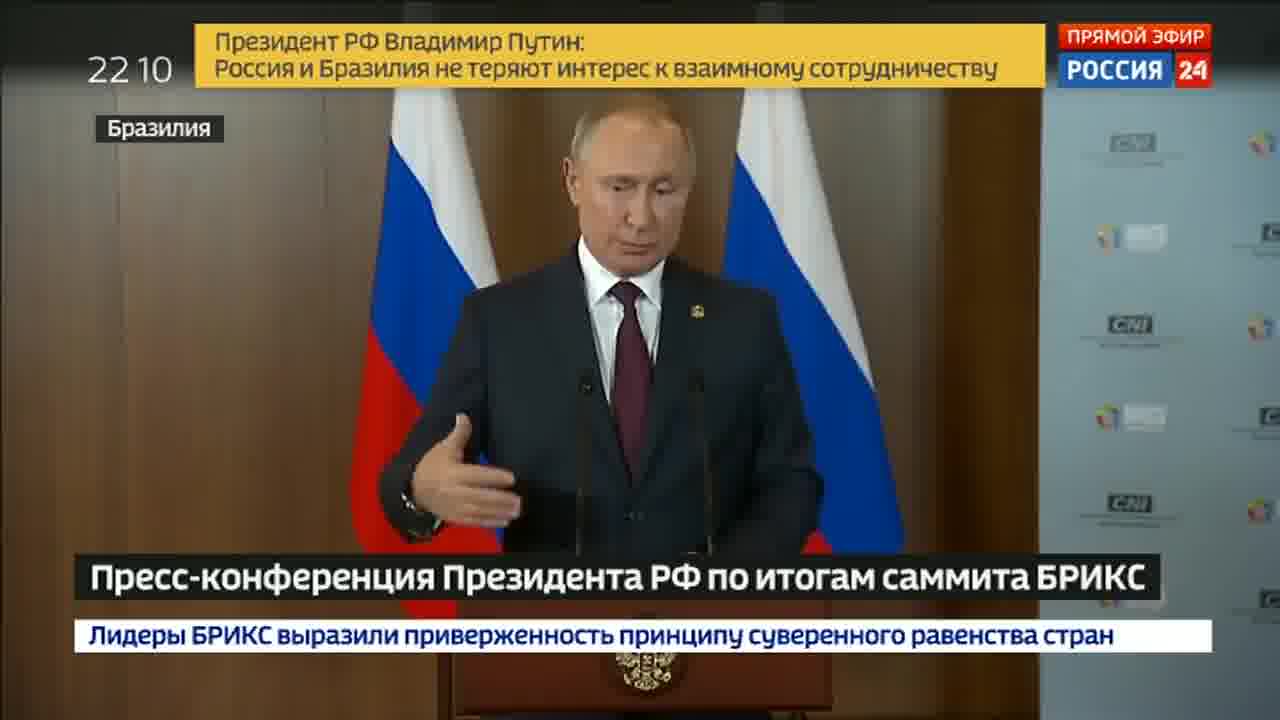 22 10
Президент РФ Владимир Путин:
Россия и Бразилия не теряют интерес к взаимному сотрудничеству
ПРЯМОЙ ЭФИР
РОССИЯ 24
Бразилия
CNI
CNI
CNI
Пресс-конференция Президента РФ по итогам саммита БРИКС
Лидеры БРИКС выразили приверженность принципу суверенного равенства стран